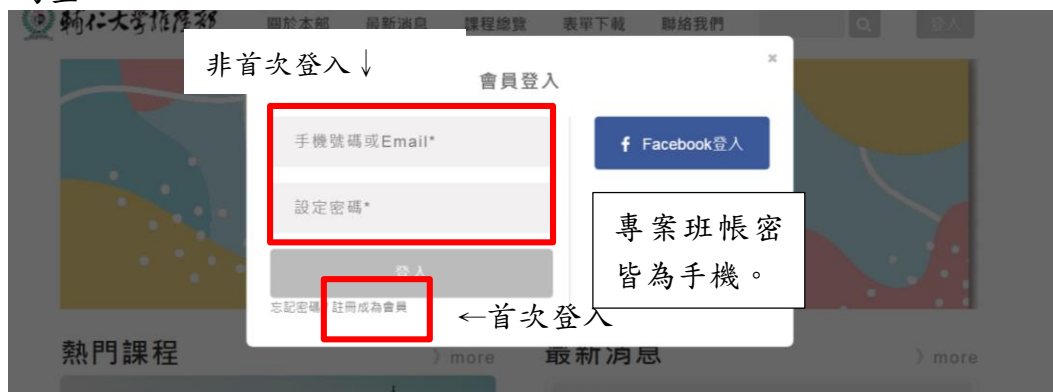 輔仁大學推廣部
關於本部 最新消息 課程總覽 表單下載 聯絡我們 登入
非首次登入↓
×
會員登入
手機號碼或Email*
設定密碼*
登入
忘記密碼 / 註冊成為會員
f Facebook登入
專案班帳密
皆為手機。
←首次登入
熱門課程 》more
最新消息 》more